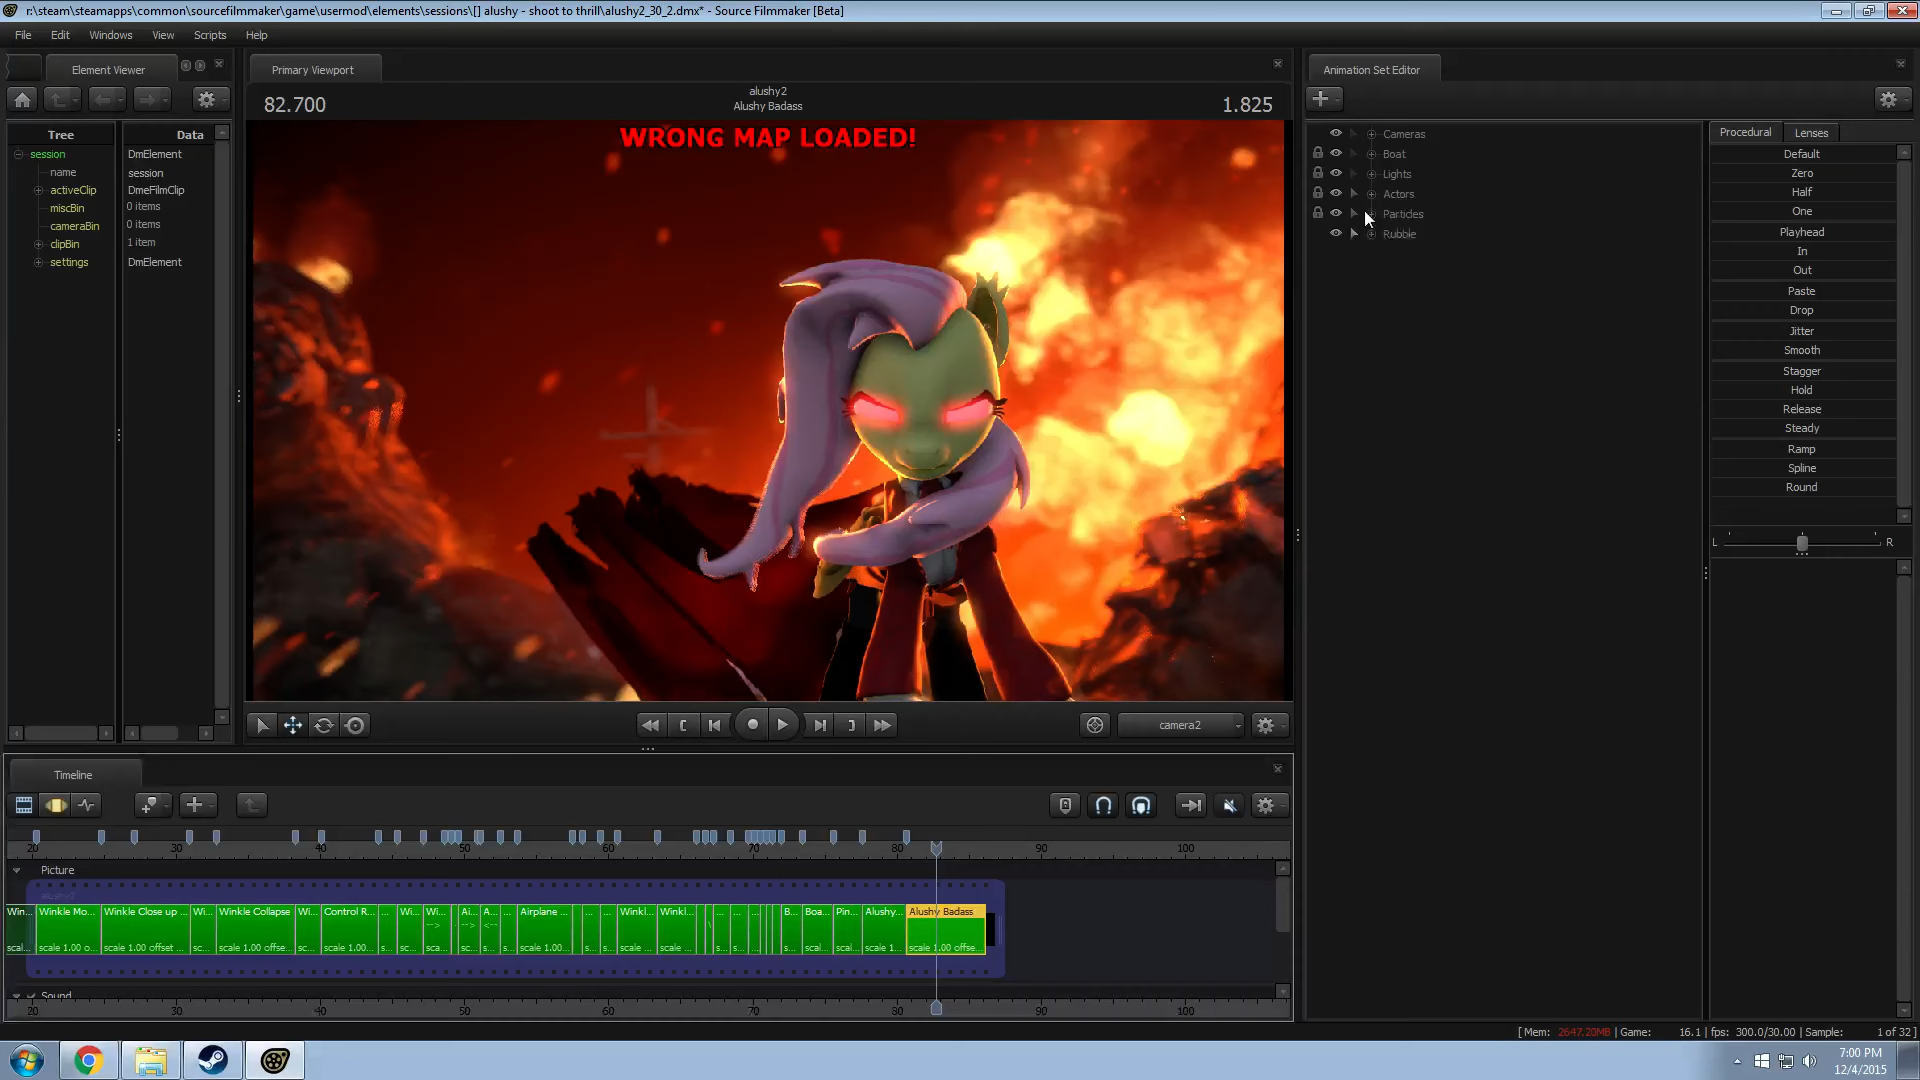 r:\steam\steamapps\common\sourcefilmmaker\game\usermod\elements\sessions\[] alushy - shoot to thrill\alushy2_30_2.dmx* - Source Filmmaker [Beta]
File Edit Windows View Scripts Help
Element Viewer
Tree Data
session DmElement
name session
activeClip DmeFilmClip
miscBin 0 items
cameraBin 0 items
clipBin 1 item
settings DmElement
Primary Viewport
82.700
alushy2
Alushy Badass
1.825
WRONG MAP LOADED!
camera2
Animation Set Editor
Cameras
Boat
Lights
Actors
Particles
Rubble
Procedural Lenses
Default
Zero
Half
One
Playhead
In
Out
Paste
Drop
Jitter
Smooth
Stagger
Hold
Release
Steady
Ramp
Spline
Round
L R
Timeline
20 30 40 50 60 70 80 90 100
Picture
Win... Winkle Mo... Winkle Close up ... Wi... Winkle Collapse Wi... Control R... ... Wi... Wi... Ai... A... ... Airplane ... ... ... ... Winkl... Winkl... ... ... ... B... Boa... Pin... Alushy... Alushy Badass
scal... scale 1.00 o... scale 1.00 offset ... s... scale 1.00 offse... s... scale 1.00... s... scal... sca... s... s... s... scale 1.00... s... s... s... scale ... scale ... s... s... s... scal... scal... scale 1... scale 1.00 offse...
Sound
20 30 40 50 60 70 80 90 100
[ Mem: 2647.20MB | Game: 16.1 | fps: 300.0/30.00 | Sample: 1 of 32 ]
7:00 PM
12/4/2015